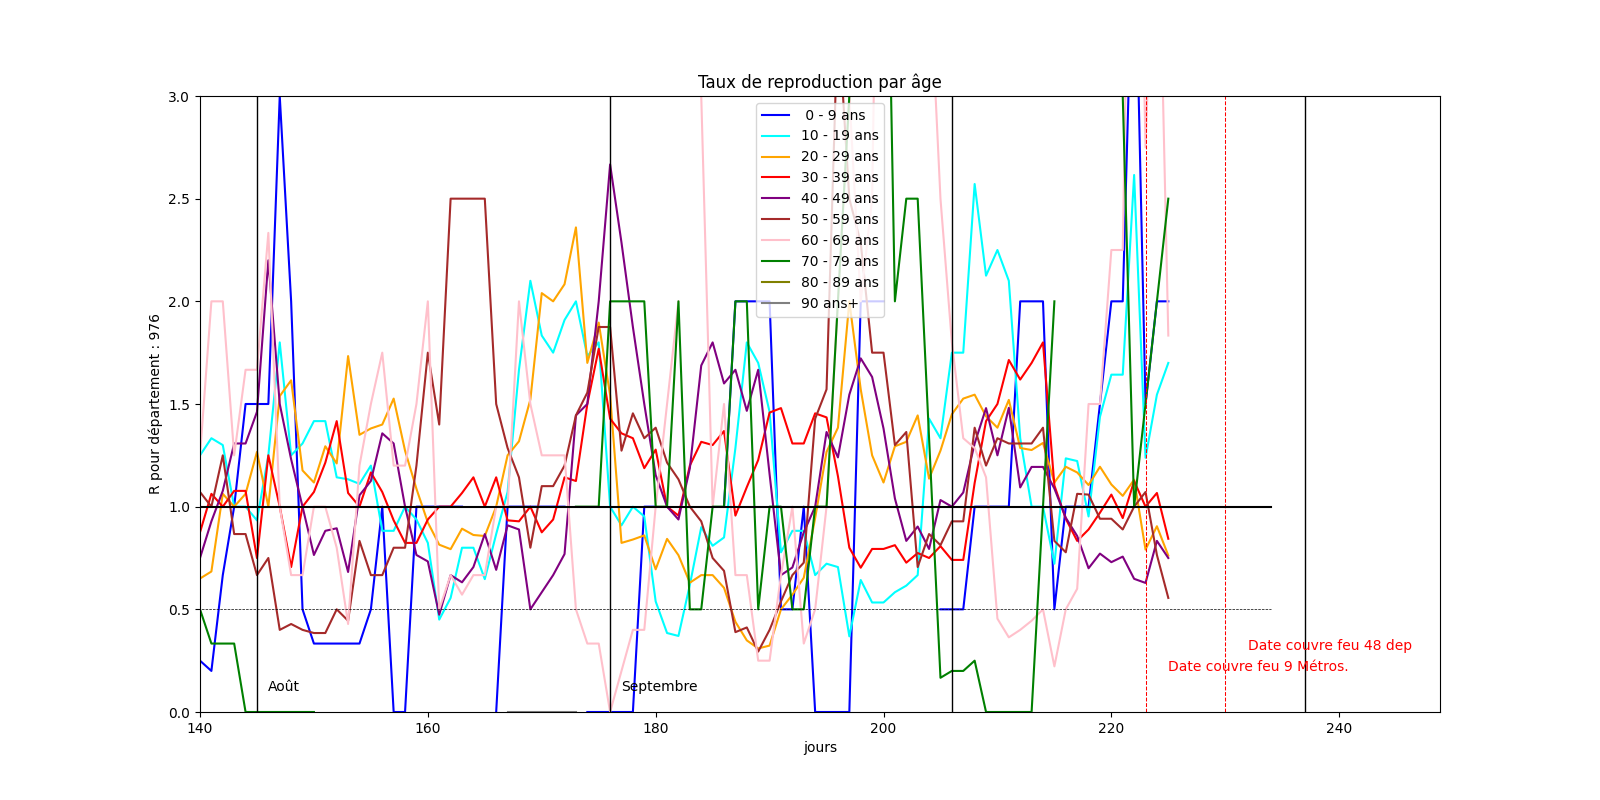 Taux de reproduction par âge
R pour département : 976
3.0
2.5
2.0
1.5
1.0
0.5
0.0
0 - 9 ans
10 - 19 ans
20 - 29 ans
30 - 39 ans
40 - 49 ans
50 - 59 ans
60 - 69 ans
70 - 79 ans
80 - 89 ans
90 ans+
Date couvre feu 48 dep
Date couvre feu 9 Métros.
Août
Septembre
140
160
180
200
220
240
jours